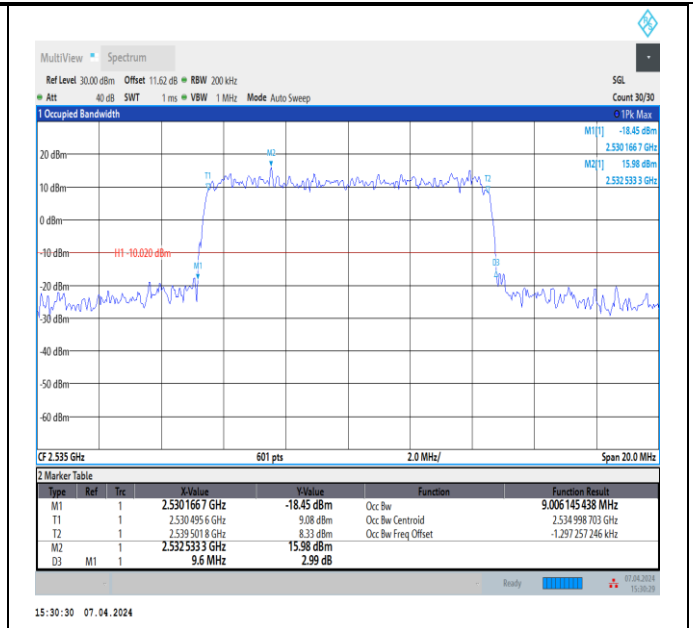 MultiView Spectrum
Ref Level 30.00 dBm Offset 11.62 dB RBW 200 kHz SGL
Att 40 dB SWT 1 ms VBW 1 MHz Mode Auto Sweep Count 30/30
1 Occupied Bandwidth 1Pk Max
M1[1] -18.45 dBm
2.530 166 7 GHz
M2[1] 15.98 dBm
2.532 533 3 GHz
M2
20 dBm
T1
T2
10 dBm
0 dBm
-10 dBm H1 -10.020 dBm
M1
D3
-20 dBm
-30 dBm
-40 dBm
-50 dBm
-60 dBm
CF 2.535 GHz 601 pts 2.0 MHz/ Span 20.0 MHz
2 Marker Table
Type Ref Trc X-Value Y-Value Function Function Result
M1 1 2.530 166 7 GHz -18.45 dBm Occ Bw 9.006 145 438 MHz
T1 1 2.530 495 6 GHz 9.08 dBm Occ Bw Centroid 2.534 998 703 GHz
T2 1 2.539 501 8 GHz 8.33 dBm Occ Bw Freq Offset -1.297 257 246 kHz
M2 1 2.532 533 3 GHz 15.98 dBm
D3 M1 1 9.6 MHz 2.99 dB
Ready 07.04.2024
15:30:29
15:30:30 07.04.2024